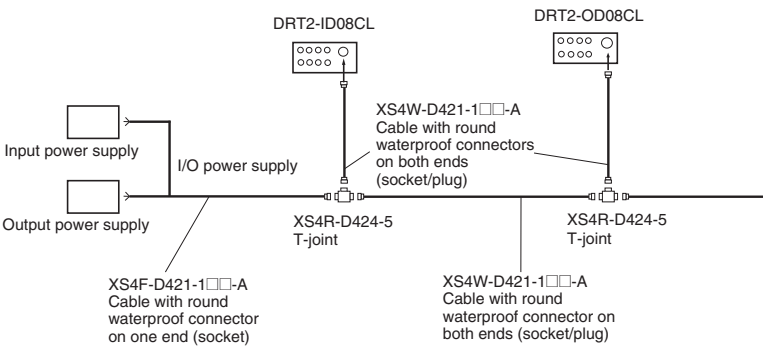 DRT2-ID08CL
DRT2-OD08CL
XS4W-D421-1□□-A
Cable with round
waterproof connectors
on both ends
(socket/plug)
Input power supply
I/O power supply
Output power supply
XS4R-D424-5
T-joint
XS4R-D424-5
T-joint
XS4F-D421-1□□-A
Cable with round
waterproof connector
on one end (socket)
XS4W-D421-1□□-A
Cable with round
waterproof connector on
both ends (socket/plug)